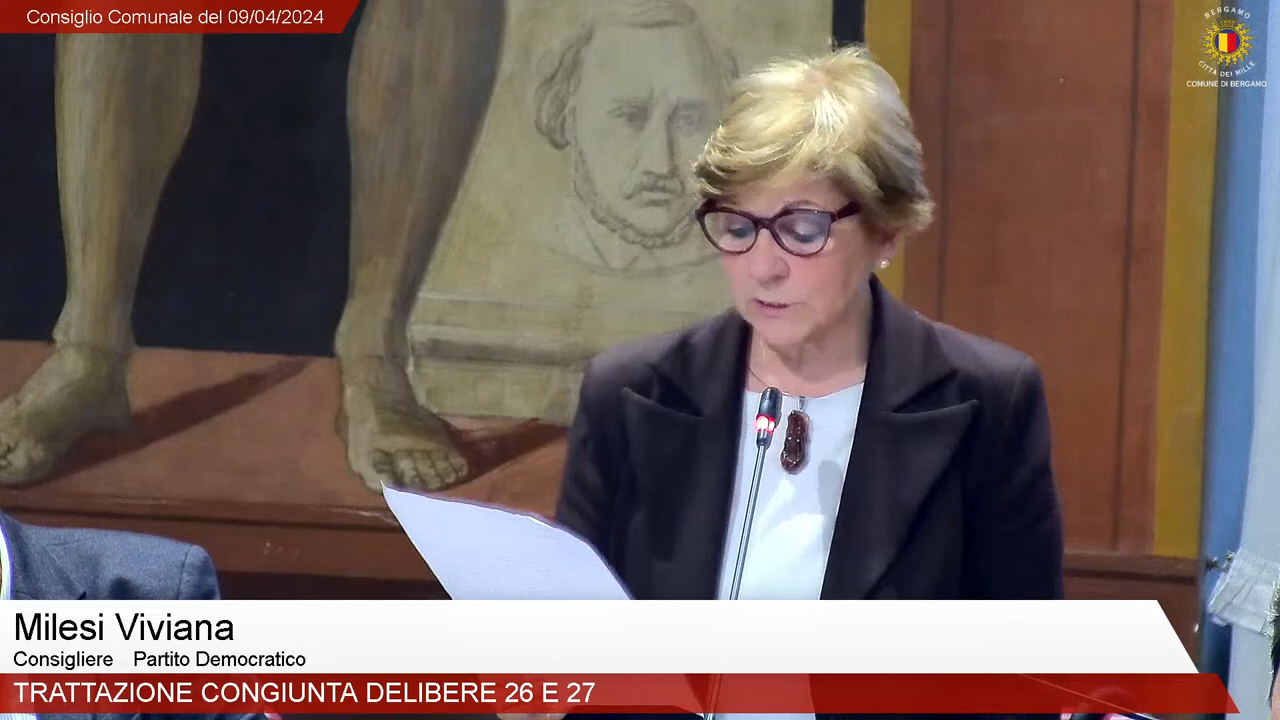 Consiglio Comunale del 09/04/2024
BERGAMO
CITTÀ DEI MILLE
COMUNE DI BERGAMO
Milesi Viviana
Consigliere Partito Democratico
TRATTAZIONE CONGIUNTA DELIBERE 26 E 27